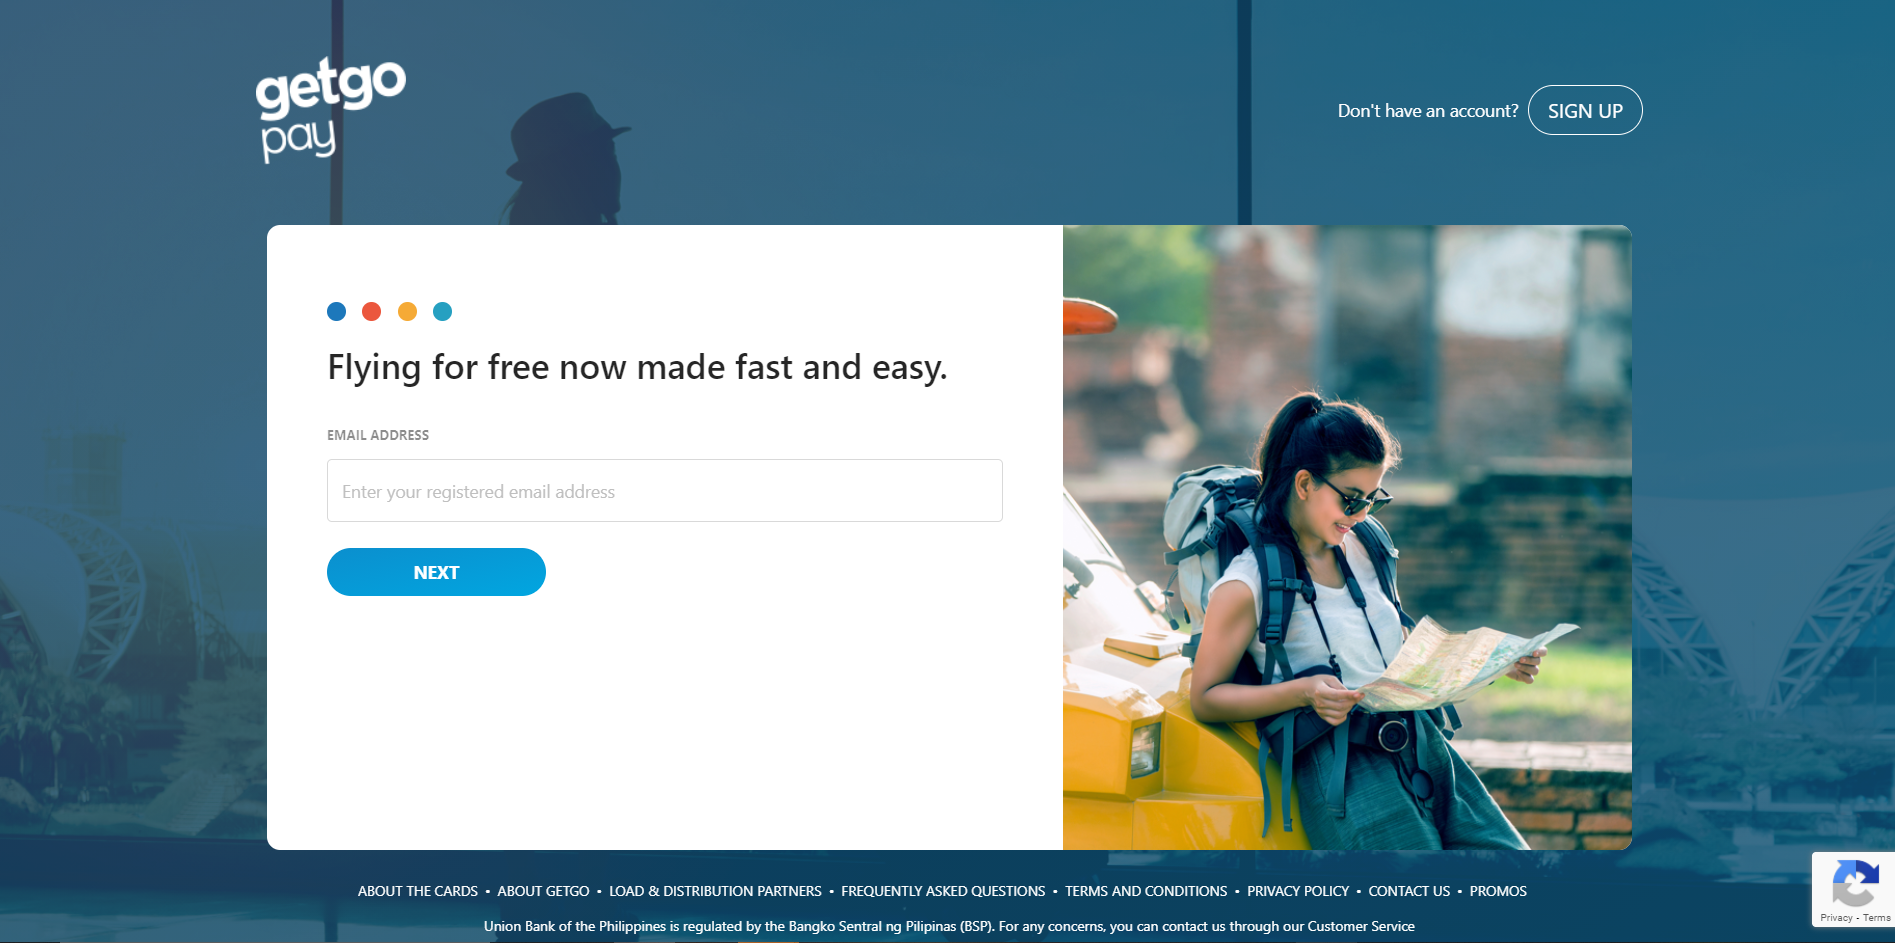 getgo
pay
Don't have an account? SIGN UP
Flying for free now made fast and easy.
EMAIL ADDRESS
Enter your registered email address
NEXT
ABOUT THE CARDS • ABOUT GETGO • LOAD & DISTRIBUTION PARTNERS • FREQUENTLY ASKED QUESTIONS • TERMS AND CONDITIONS • PRIVACY POLICY • CONTACT US • PROMOS
Privacy - Terms
Union Bank of the Philippines is regulated by the Bangko Sentral ng Pilipinas (BSP). For any concerns, you can contact us through our Customer Service